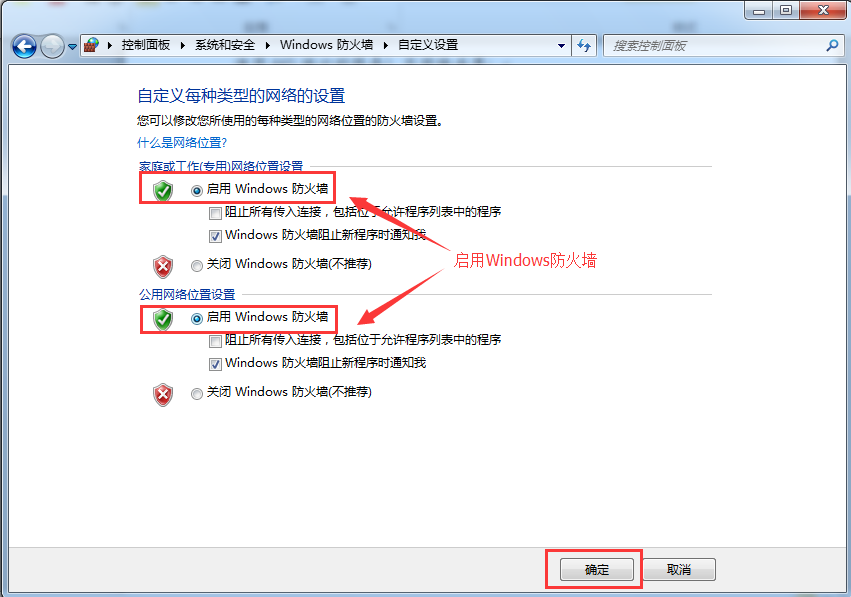 控制面板 系统和安全 Windows 防火墙 自定义设置 搜索控制面板
自定义每种类型的网络的设置
您可以修改您所使用的每种类型的网络位置的防火墙设置。
什么是网络位置?
家庭或工作(专用)网络位置设置
启用 Windows 防火墙
阻止所有传入连接，包括位于允许程序列表中的程序
Windows 防火墙阻止新程序时通知我
启用Windows防火墙
关闭 Windows 防火墙(不推荐)
公用网络位置设置
启用 Windows 防火墙
阻止所有传入连接，包括位于允许程序列表中的程序
Windows 防火墙阻止新程序时通知我
关闭 Windows 防火墙(不推荐)
确定 取消